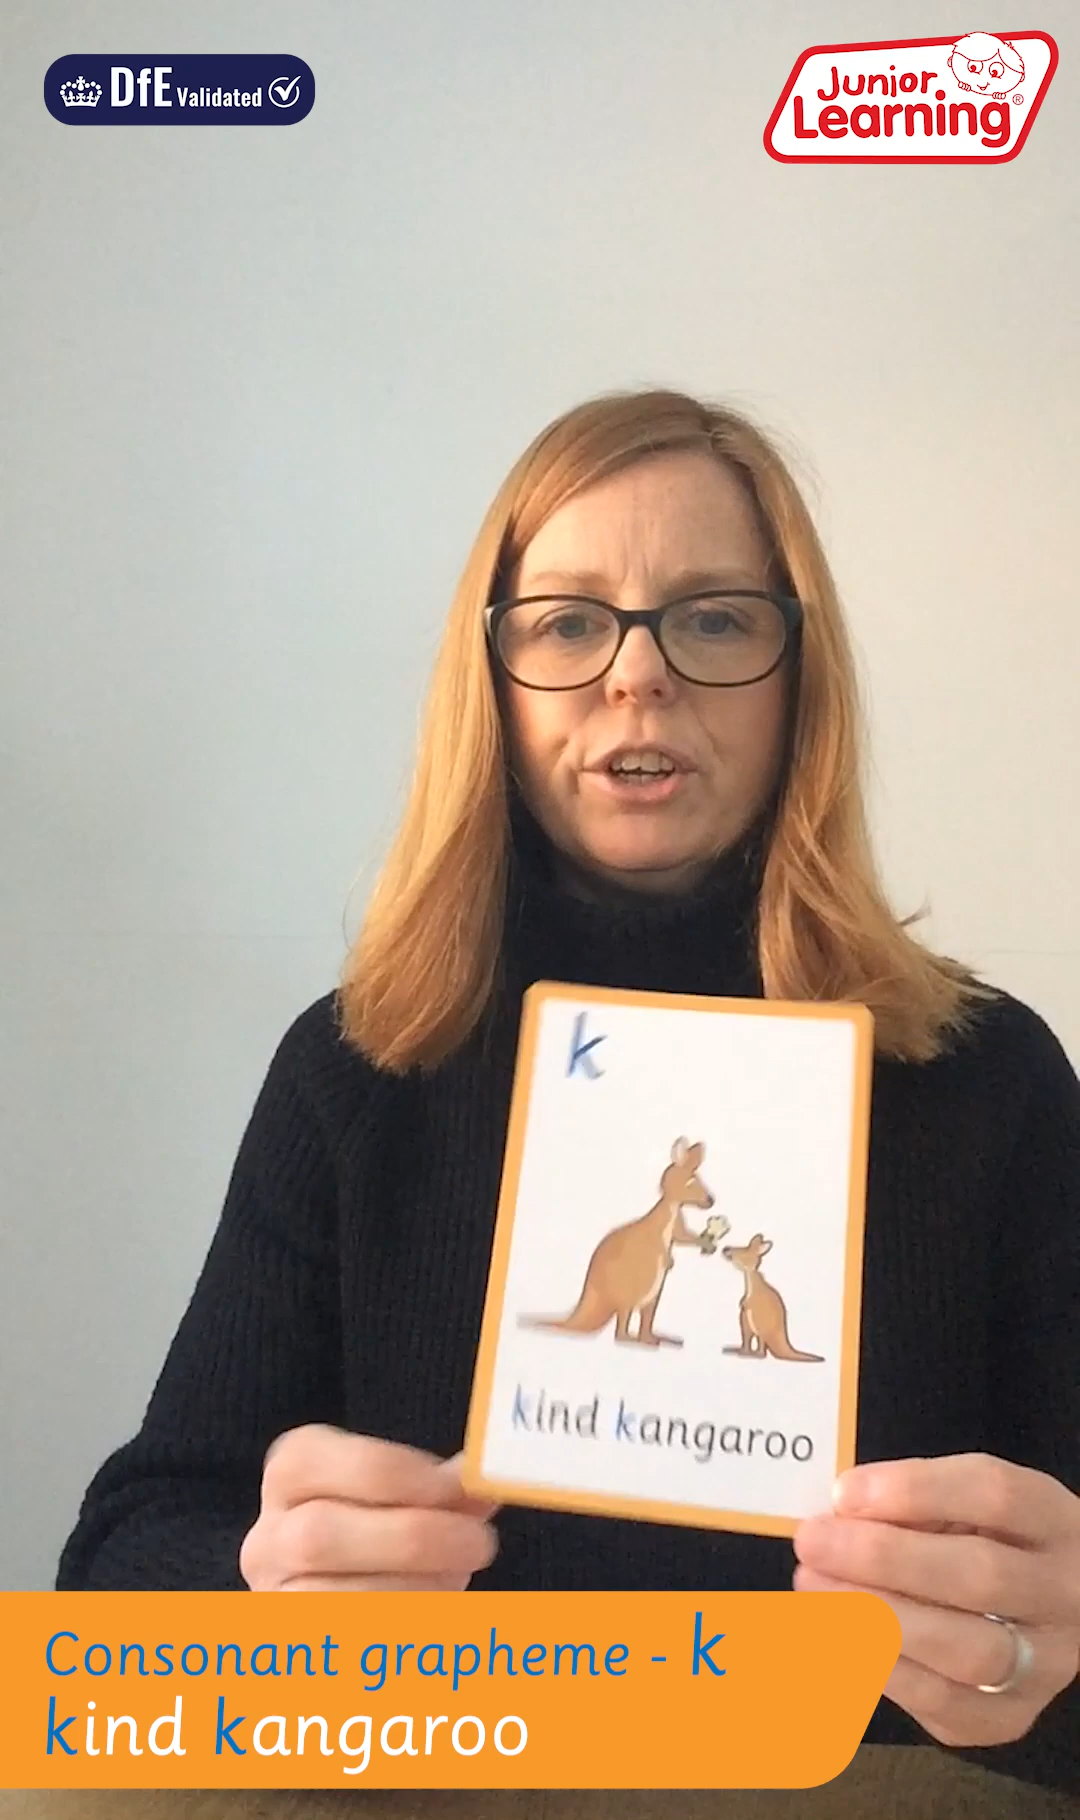 DfE Validated
Junior
Learning®
k
kind kangaroo
Consonant grapheme - k
kind kangaroo